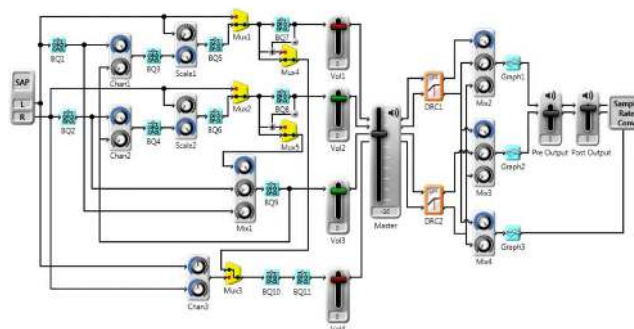 SAP
L
R
BQ1
BQ2
Chan1
Chan2
BQ3
BQ4
Scale1
Scale2
BQ5
BQ6
Mux1
Mux2
BQ7
BQ8
Mux4
Mux5
Mix1
BQ9
Chan3
Mux3
BQ10
BQ11
Vol1
Vol2
Vol3
Vol4
Master
-20
DRC1
DRC2
Mix2
Mix3
Mix4
Graph1
Graph2
Graph3
Pre Output
Post Output
Rate